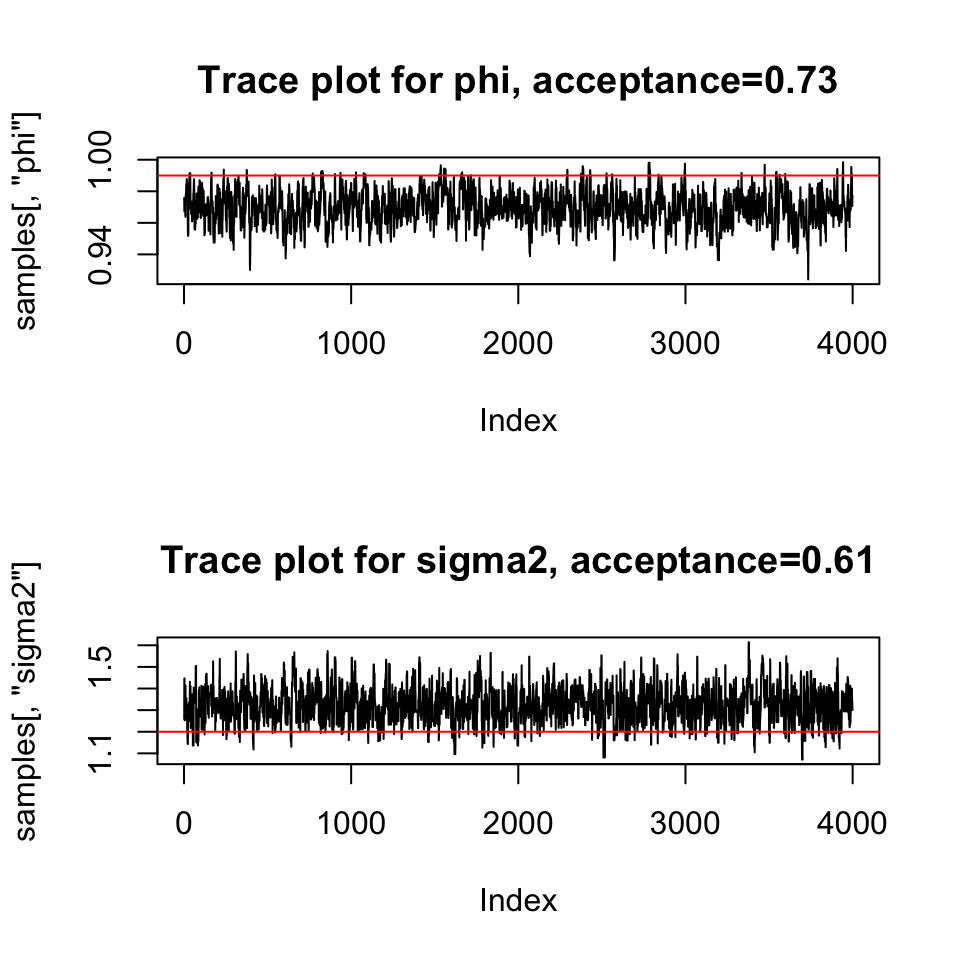 Trace plot for phi, acceptance=0.73
samples[, "phi"]
1.00
0.94
0 1000 2000 3000 4000
Index
Trace plot for sigma2, acceptance=0.61
samples[, "sigma2"]
1.5
1.1
0 1000 2000 3000 4000
Index